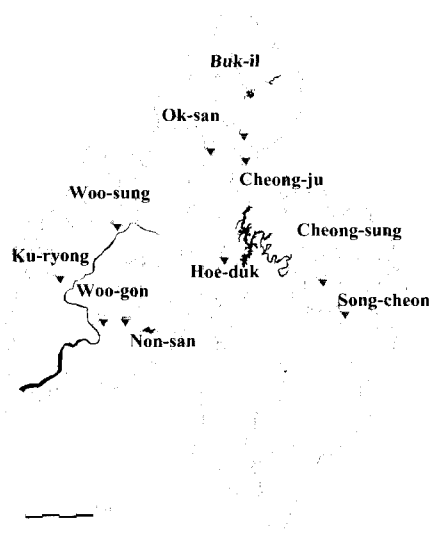 Buk-il
Ok-san
Cheong-ju
Woo-sung
Cheong-sung
Ku-ryong
Hoe-duk
Woo-gon
Song-cheon
Non-san